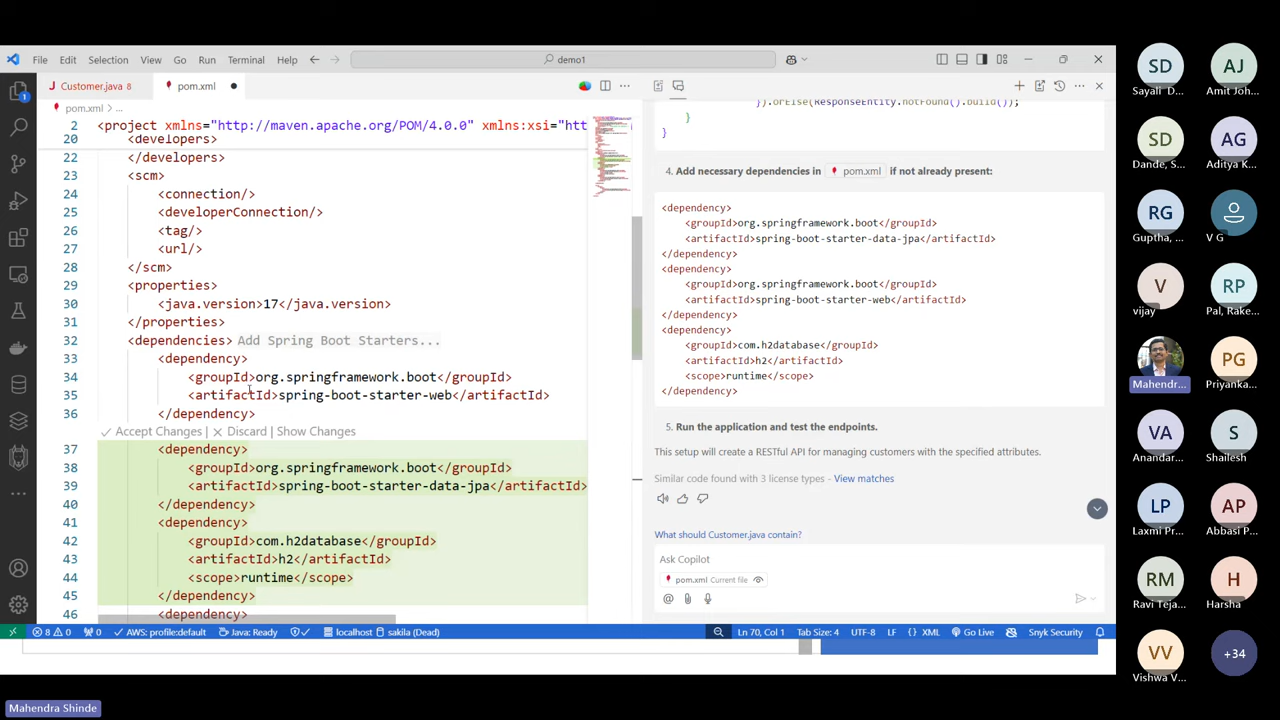 File Edit Selection View Go Run Terminal Help
demo1
Customer.java 8
pom.xml
pom.xml > ...
2 <project xmlns="http://maven.apache.org/POM/4.0.0" xmlns:xsi="htt
20 <developers>
22 </developers>
23 <scm>
24 <connection/>
25 <developerConnection/>
26 <tag/>
27 <url/>
28 </scm>
29 <properties>
30 <java.version>17</java.version>
31 </properties>
32 <dependencies> Add Spring Boot Starters...
33 <dependency>
34 <groupId>org.springframework.boot</groupId>
35 <artifactId>spring-boot-starter-web</artifactId>
36 </dependency>
Accept Changes | Discard | Show Changes
37 <dependency>
38 <groupId>org.springframework.boot</groupId>
39 <artifactId>spring-boot-starter-data-jpa</artifactId>
40 </dependency>
41 <dependency>
42 <groupId>com.h2database</groupId>
43 <artifactId>h2</artifactId>
44 <scope>runtime</scope>
45 </dependency>
46 <dependency>
}).orElse(ResponseEntity.notFound().build());
}
}
4. Add necessary dependencies in pom.xml if not already present:
<dependency>
<groupId>org.springframework.boot</groupId>
<artifactId>spring-boot-starter-data-jpa</artifactId>
</dependency>
<dependency>
<groupId>org.springframework.boot</groupId>
<artifactId>spring-boot-starter-web</artifactId>
</dependency>
<dependency>
<groupId>com.h2database</groupId>
<artifactId>h2</artifactId>
<scope>runtime</scope>
</dependency>
5. Run the application and test the endpoints.
This setup will create a RESTful API for managing customers with the specified attributes.
Similar code found with 3 license types - View matches
What should Customer.java contain?
Ask Copilot
pom.xml Current file
8 0 0 AWS: profile:default Java: Ready localhost sakila (Dead) Ln 70, Col 1 Tab Size: 4 UTF-8 LF {} XML Go Live Snyk Security
SD AJ
Sayali D... Amit Joh...
SD AG
Dande, S... Aditya K...
RG
Guptha, ... V G
V RP
vijay Pal, Rake...
PG
Mahendr... Priyanka...
VA S
Anandar... Shailesh
LP AP
Laxmi Pr... Abbasi P...
RM H
Ravi Teja... Harsha
VV +34
Vishwa V...
Mahendra Shinde